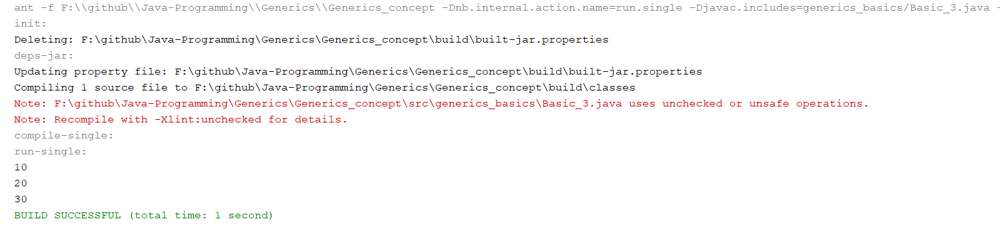 ant -f F:\\github\\Java-Programming\\Generics\\Generics_concept -Dnb.internal.action.name=run.single -Djavac.includes=generics_basics/Basic_3.java -
init:
Deleting: F:\github\Java-Programming\Generics\Generics_concept\build\built-jar.properties
deps-jar:
Updating property file: F:\github\Java-Programming\Generics\Generics_concept\build\built-jar.properties
Compiling 1 source file to F:\github\Java-Programming\Generics\Generics_concept\build\classes
Note: F:\github\Java-Programming\Generics\Generics_concept\src\generics_basics\Basic_3.java uses unchecked or unsafe operations.
Note: Recompile with -Xlint:unchecked for details.
compile-single:
run-single:
10
20
30
BUILD SUCCESSFUL (total time: 1 second)